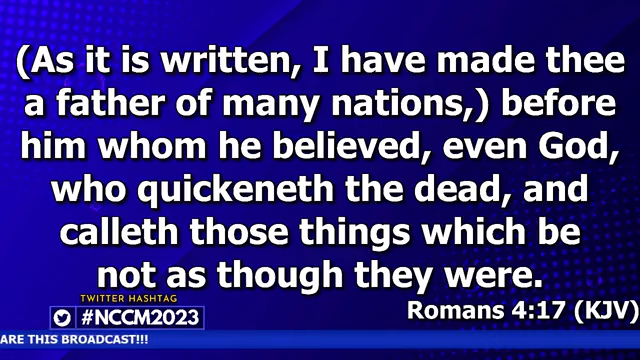 (As it is written, I have made thee
a father of many nations,) before
him whom he believed, even God,
who quickeneth the dead, and
calleth those things which be
not as though they were.
Romans 4:17 (KJV)
TWITTER HASHTAG
#NCCM2023
ARE THIS BROADCAST!!!